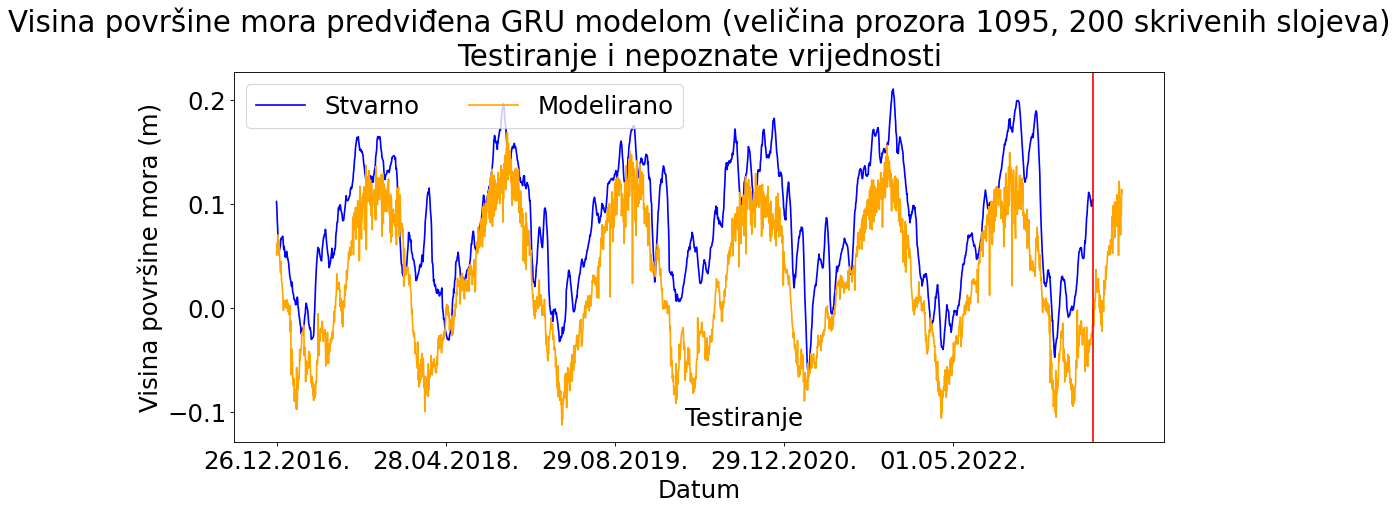 Visina površine mora predviđena GRU modelom (veličina prozora 1095, 200 skrivenih slojeva)
Testiranje i nepoznate vrijednosti
Stvarno Modelirano
Visina površine mora (m)
0.2
0.1
0.0
−0.1
Testiranje
26.12.2016. 28.04.2018. 29.08.2019. 29.12.2020. 01.05.2022.
Datum